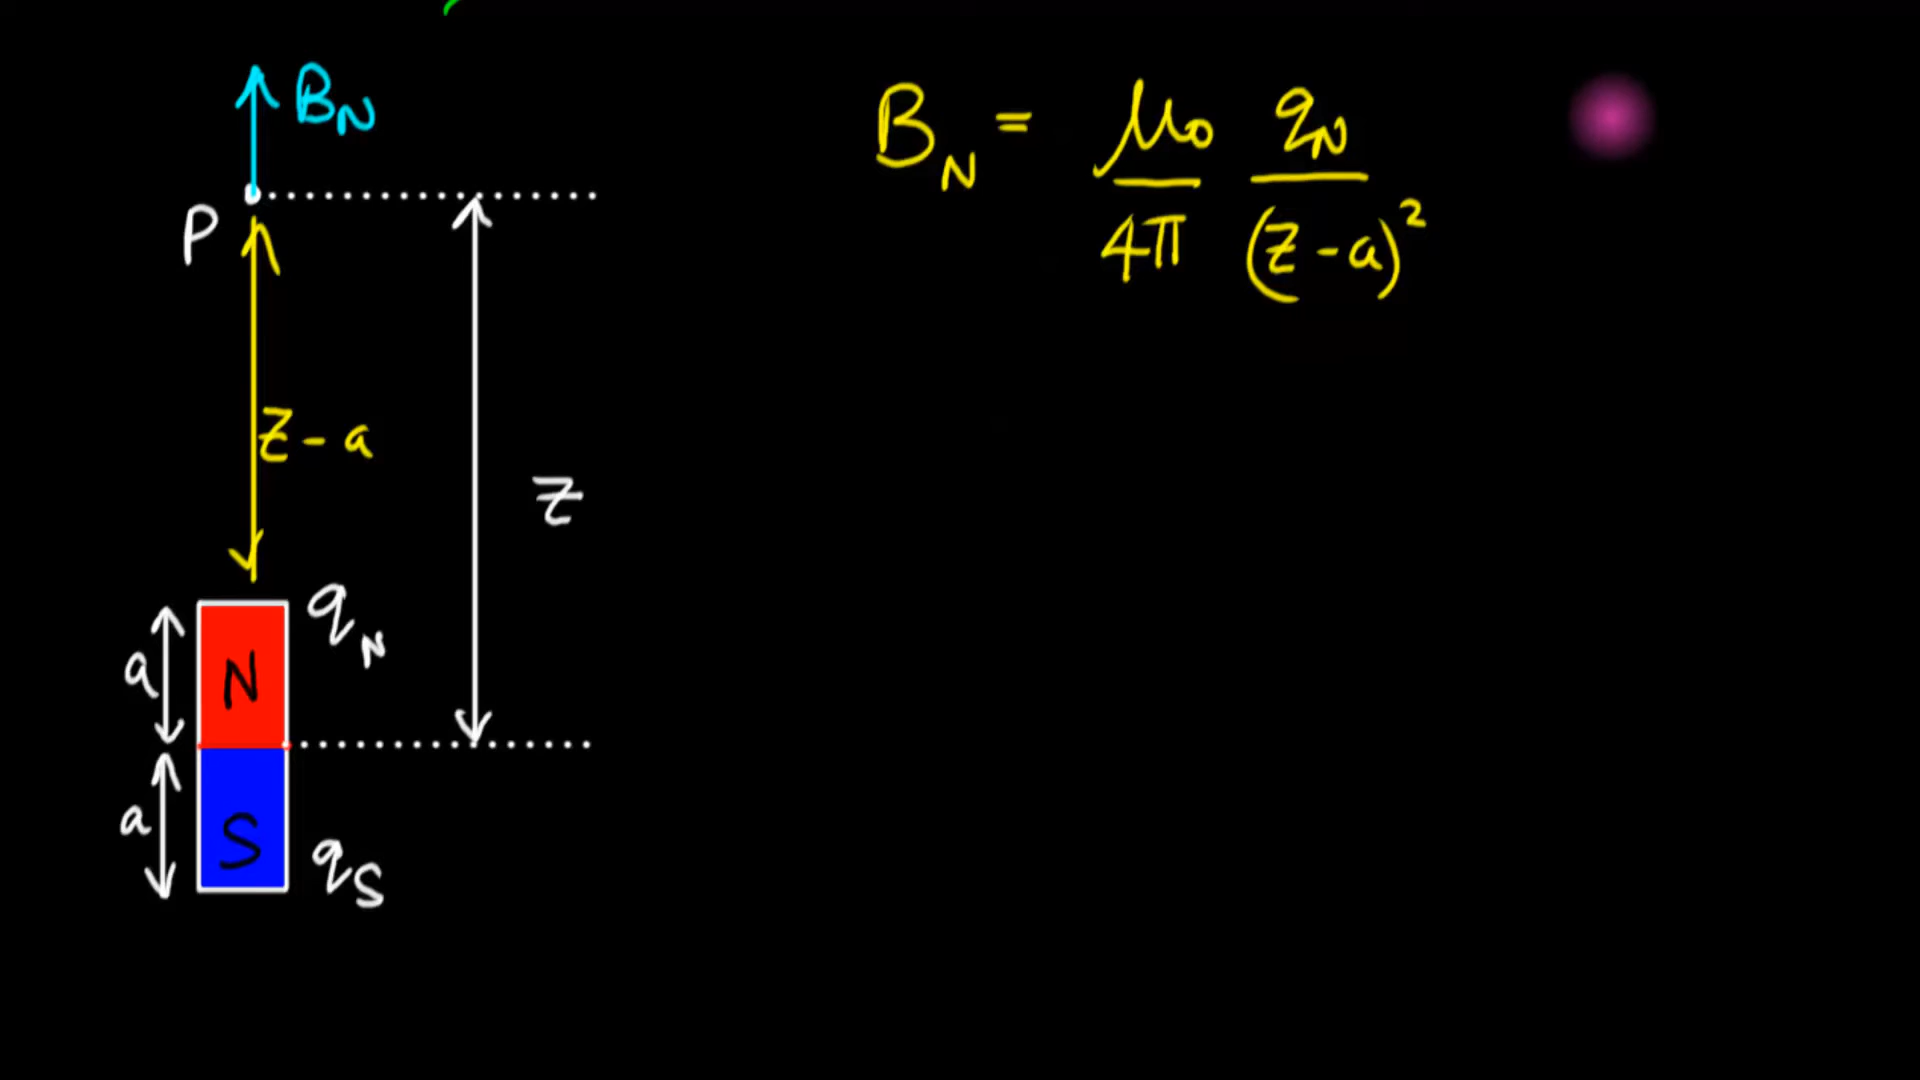 B_N
P
z - a
z
a
N
q_N
a
S
q_S
B_N = μ₀/4π q_N/(z - a)²